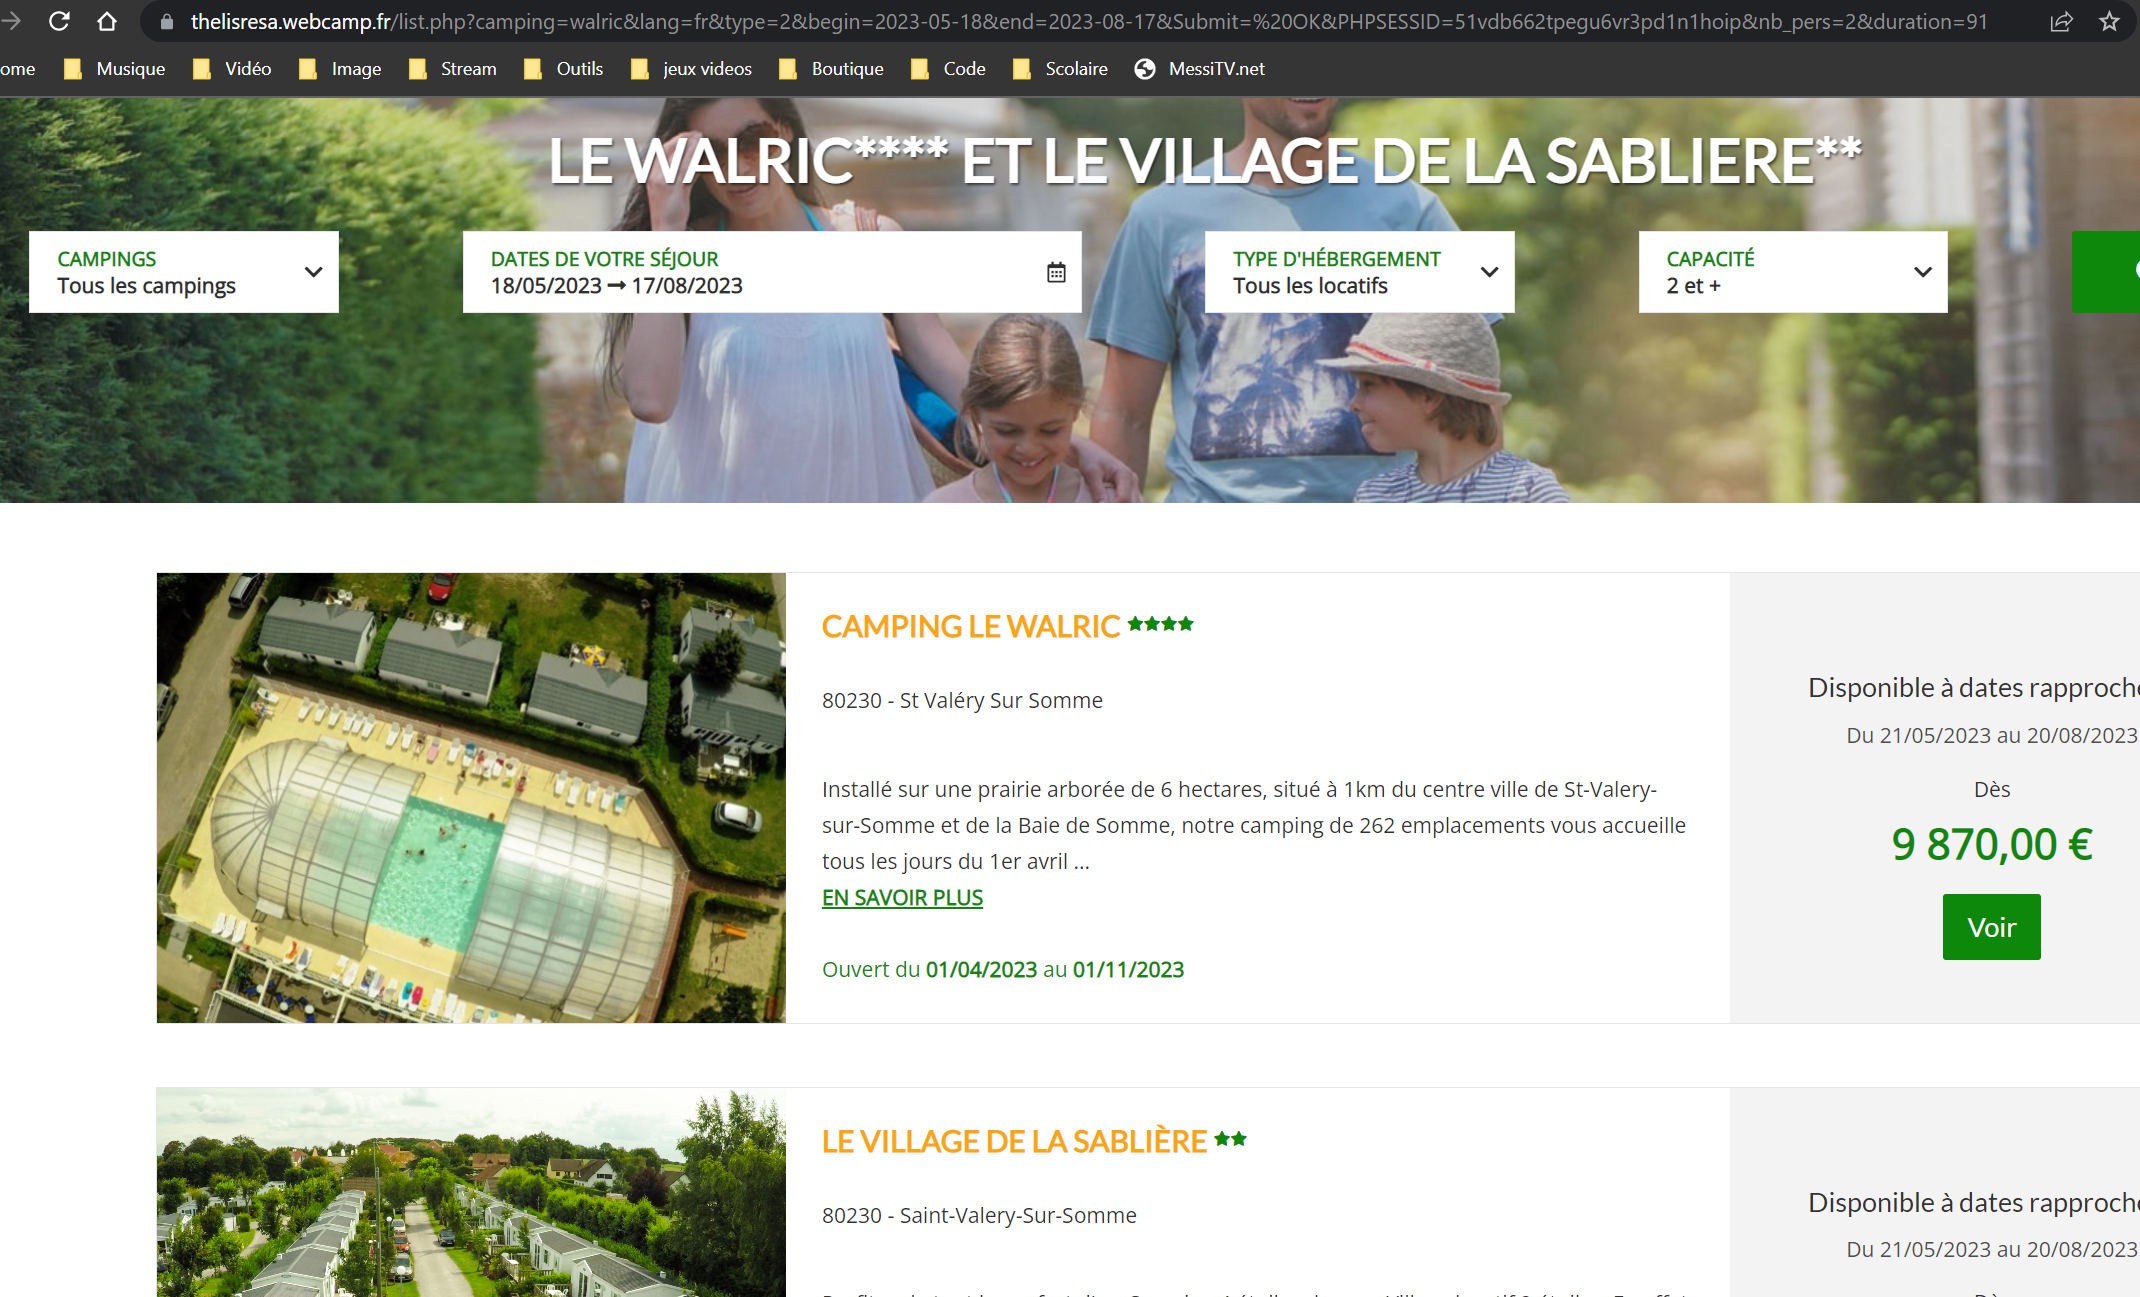 thelisresa.webcamp.fr/list.php?camping=walric&lang=fr&type=2&begin=2023-05-18&end=2023-08-17&Submit=%20OK&PHPSESSID=51vdb662tpegu6vr3pd1n1hoip&nb_pers=2&duration=91
ome Musique Vidéo Image Stream Outils jeux videos Boutique Code Scolaire MessiTV.net
LE WALRIC**** ET LE VILLAGE DE LA SABLIERE**
CAMPINGS
Tous les campings
DATES DE VOTRE SÉJOUR
18/05/2023 → 17/08/2023
TYPE D'HÉBERGEMENT
Tous les locatifs
CAPACITÉ
2 et +
CAMPING LE WALRIC ★★★★
80230 - St Valéry Sur Somme
Installé sur une prairie arborée de 6 hectares, situé à 1km du centre ville de St-Valery-
sur-Somme et de la Baie de Somme, notre camping de 262 emplacements vous accueille
tous les jours du 1er avril ...
EN SAVOIR PLUS
Ouvert du 01/04/2023 au 01/11/2023
Disponible à dates rapproch
Du 21/05/2023 au 20/08/2023
Dès
9 870,00 €
Voir
LE VILLAGE DE LA SABLIÈRE ★★
80230 - Saint-Valery-Sur-Somme
Disponible à dates rapproch
Du 21/05/2023 au 20/08/2023